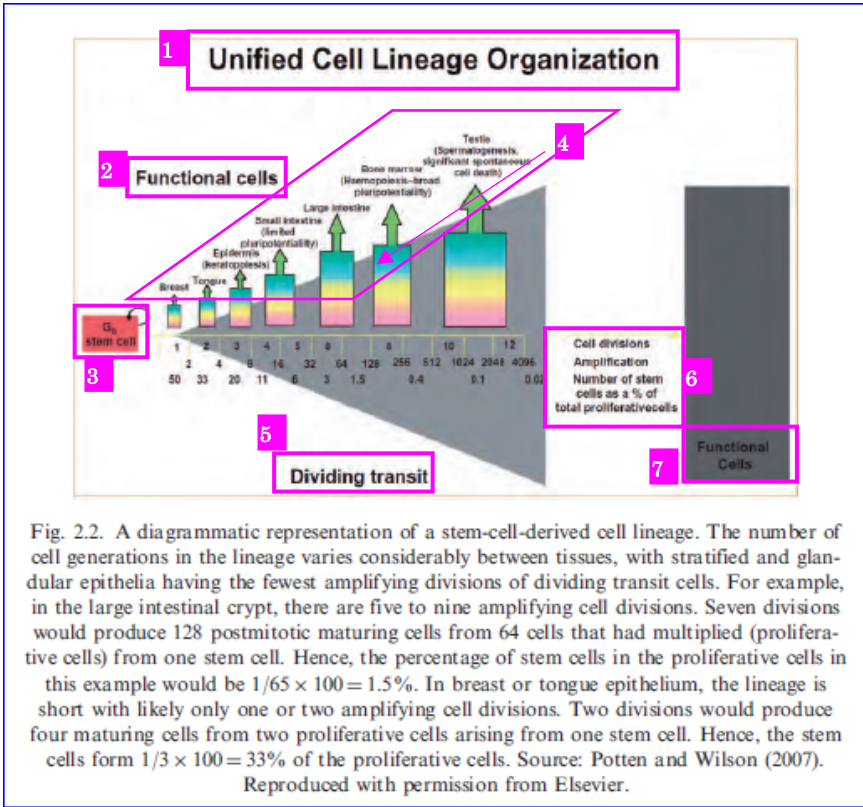 1
Unified Cell Lineage Organization
2
Functional cells
4
Testis
(Spermatogenesis,
significant spontaneous
cell death)
Bone marrow
(Haemopoiesis–broad
pluripotentiality)
Large intestine
Small intestine
(limited
pluripotentiality)
Epidermis
(keratopoiesis)
Tongue
Breast
G0
stem cell
3
1 2 3 4 5 6 8 10 12 Cell divisions
2 4 8 16 32 64 128 256 512 1024 2048 4096 Amplification
50 33 20 11 6 3 1.5 0.4 0.1 0.02 Number of stem
cells as a % of
total proliferativecells
6
5
Dividing transit
7
Functional
Cells
Fig. 2.2. A diagrammatic representation of a stem-cell-derived cell lineage. The number of
cell generations in the lineage varies considerably between tissues, with stratified and glan-
dular epithelia having the fewest amplifying divisions of dividing transit cells. For example,
in the large intestinal crypt, there are five to nine amplifying cell divisions. Seven divisions
would produce 128 postmitotic maturing cells from 64 cells that had multiplied (prolifera-
tive cells) from one stem cell. Hence, the percentage of stem cells in the proliferative cells in
this example would be 1/65 × 100 = 1.5%. In breast or tongue epithelium, the lineage is
short with likely only one or two amplifying cell divisions. Two divisions would produce
four maturing cells from two proliferative cells arising from one stem cell. Hence, the stem
cells form 1/3 × 100 = 33% of the proliferative cells. Source: Potten and Wilson (2007).
Reproduced with permission from Elsevier.